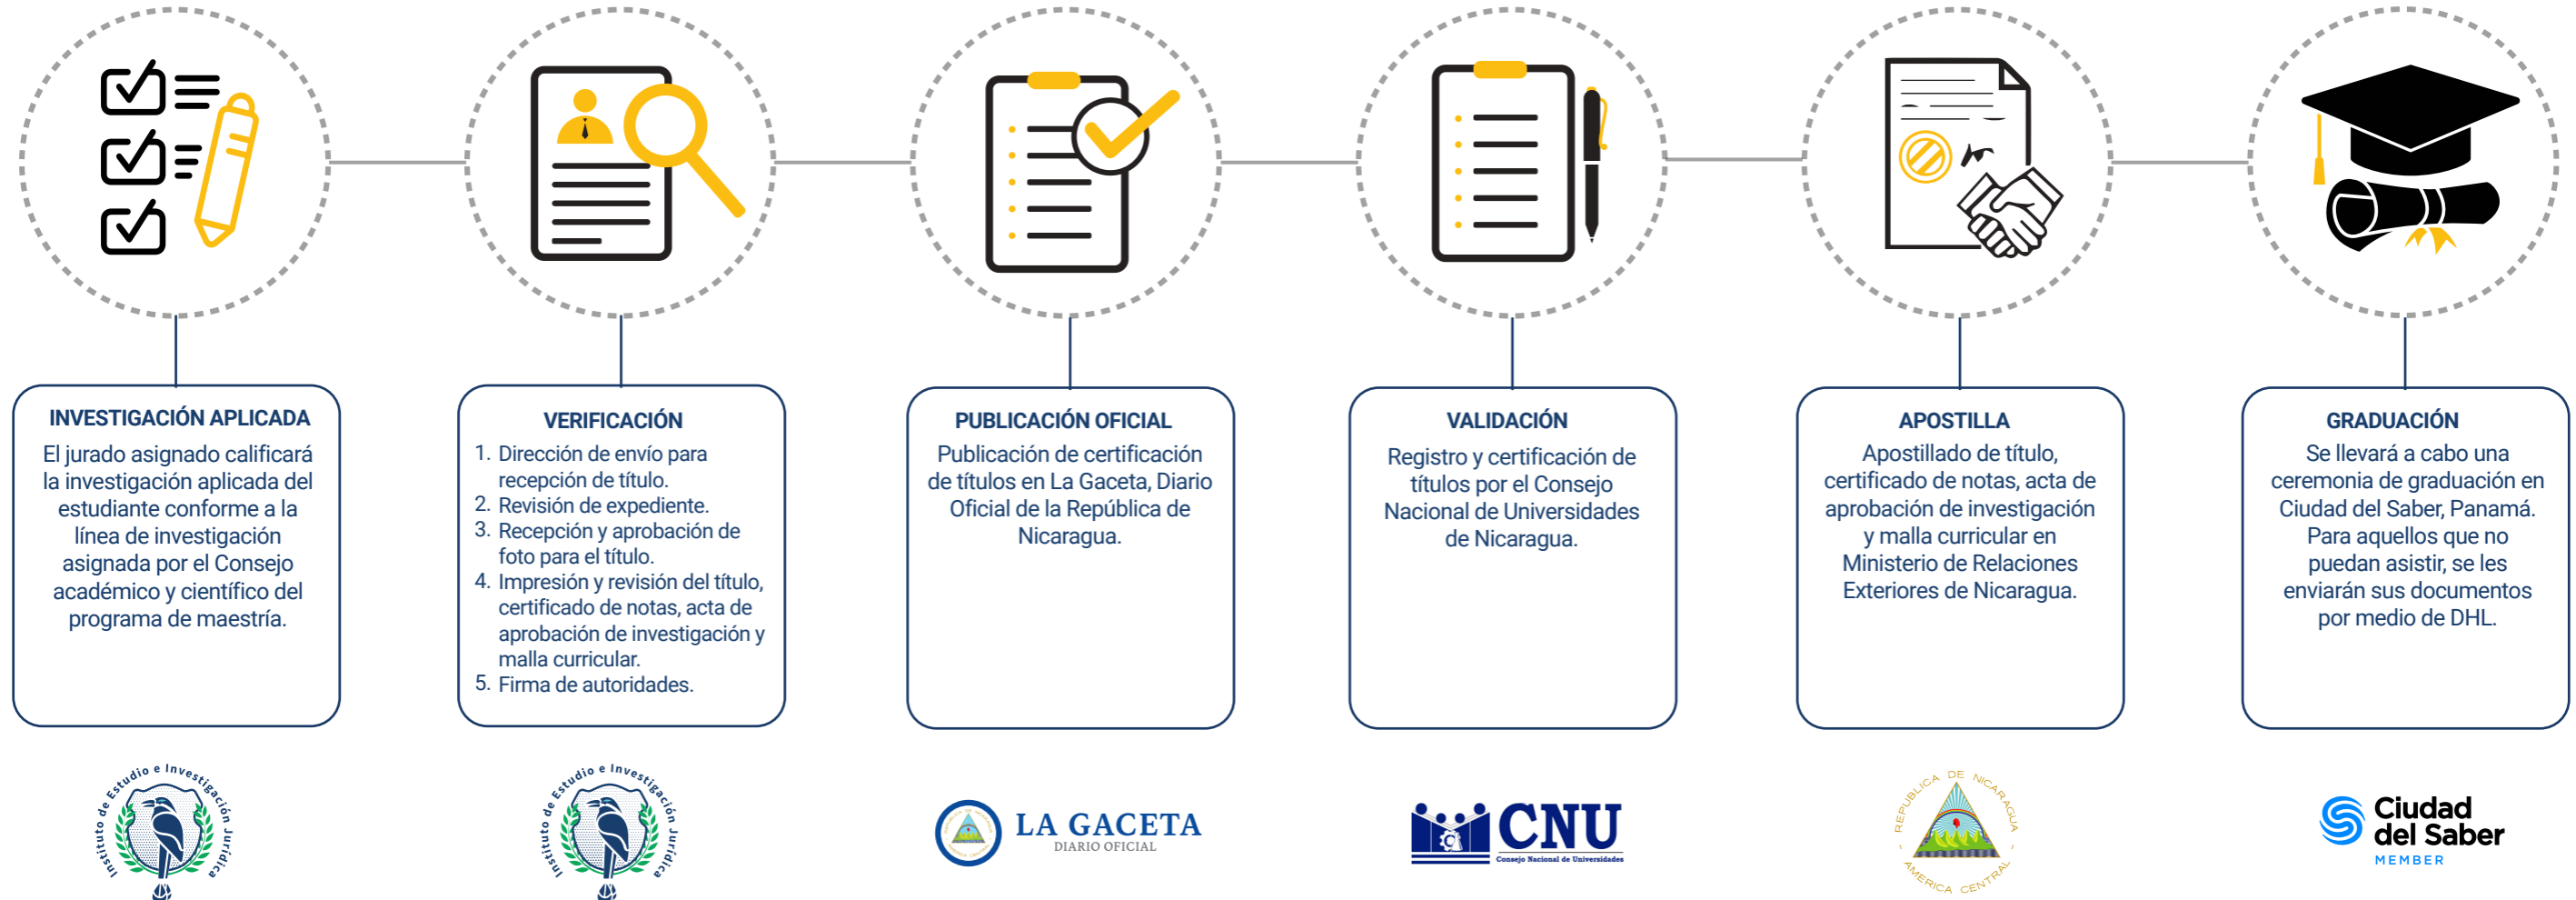 INVESTIGACIÓN APLICADA
El jurado asignado calificará
la investigación aplicada del
estudiante conforme a la
línea de investigación
asignada por el Consejo
académico y científico del
programa de maestría.
VERIFICACIÓN
1. Dirección de envío para
recepción de título.
2. Revisión de expediente.
3. Recepción y aprobación de
foto para el título.
4. Impresión y revisión del título,
certificado de notas, acta de
aprobación de investigación y
malla curricular.
5. Firma de autoridades.
PUBLICACIÓN OFICIAL
Publicación de certificación
de títulos en La Gaceta, Diario
Oficial de la República de
Nicaragua.
VALIDACIÓN
Registro y certificación de
títulos por el Consejo
Nacional de Universidades
de Nicaragua.
APOSTILLA
Apostillado de título,
certificado de notas, acta de
aprobación de investigación
y malla curricular en
Ministerio de Relaciones
Exteriores de Nicaragua.
GRADUACIÓN
Se llevará a cabo una
ceremonia de graduación en
Ciudad del Saber, Panamá.
Para aquellos que no
puedan asistir, se les
enviarán sus documentos
por medio de DHL.
Instituto de Estudio e Investigación Jurídica
Instituto de Estudio e Investigación Jurídica
LA GACETA
DIARIO OFICIAL
CNU
Consejo Nacional de Universidades
REPUBLICA DE NICARAGUA
- AMERICA CENTRAL -
Ciudad
del Saber
MEMBER